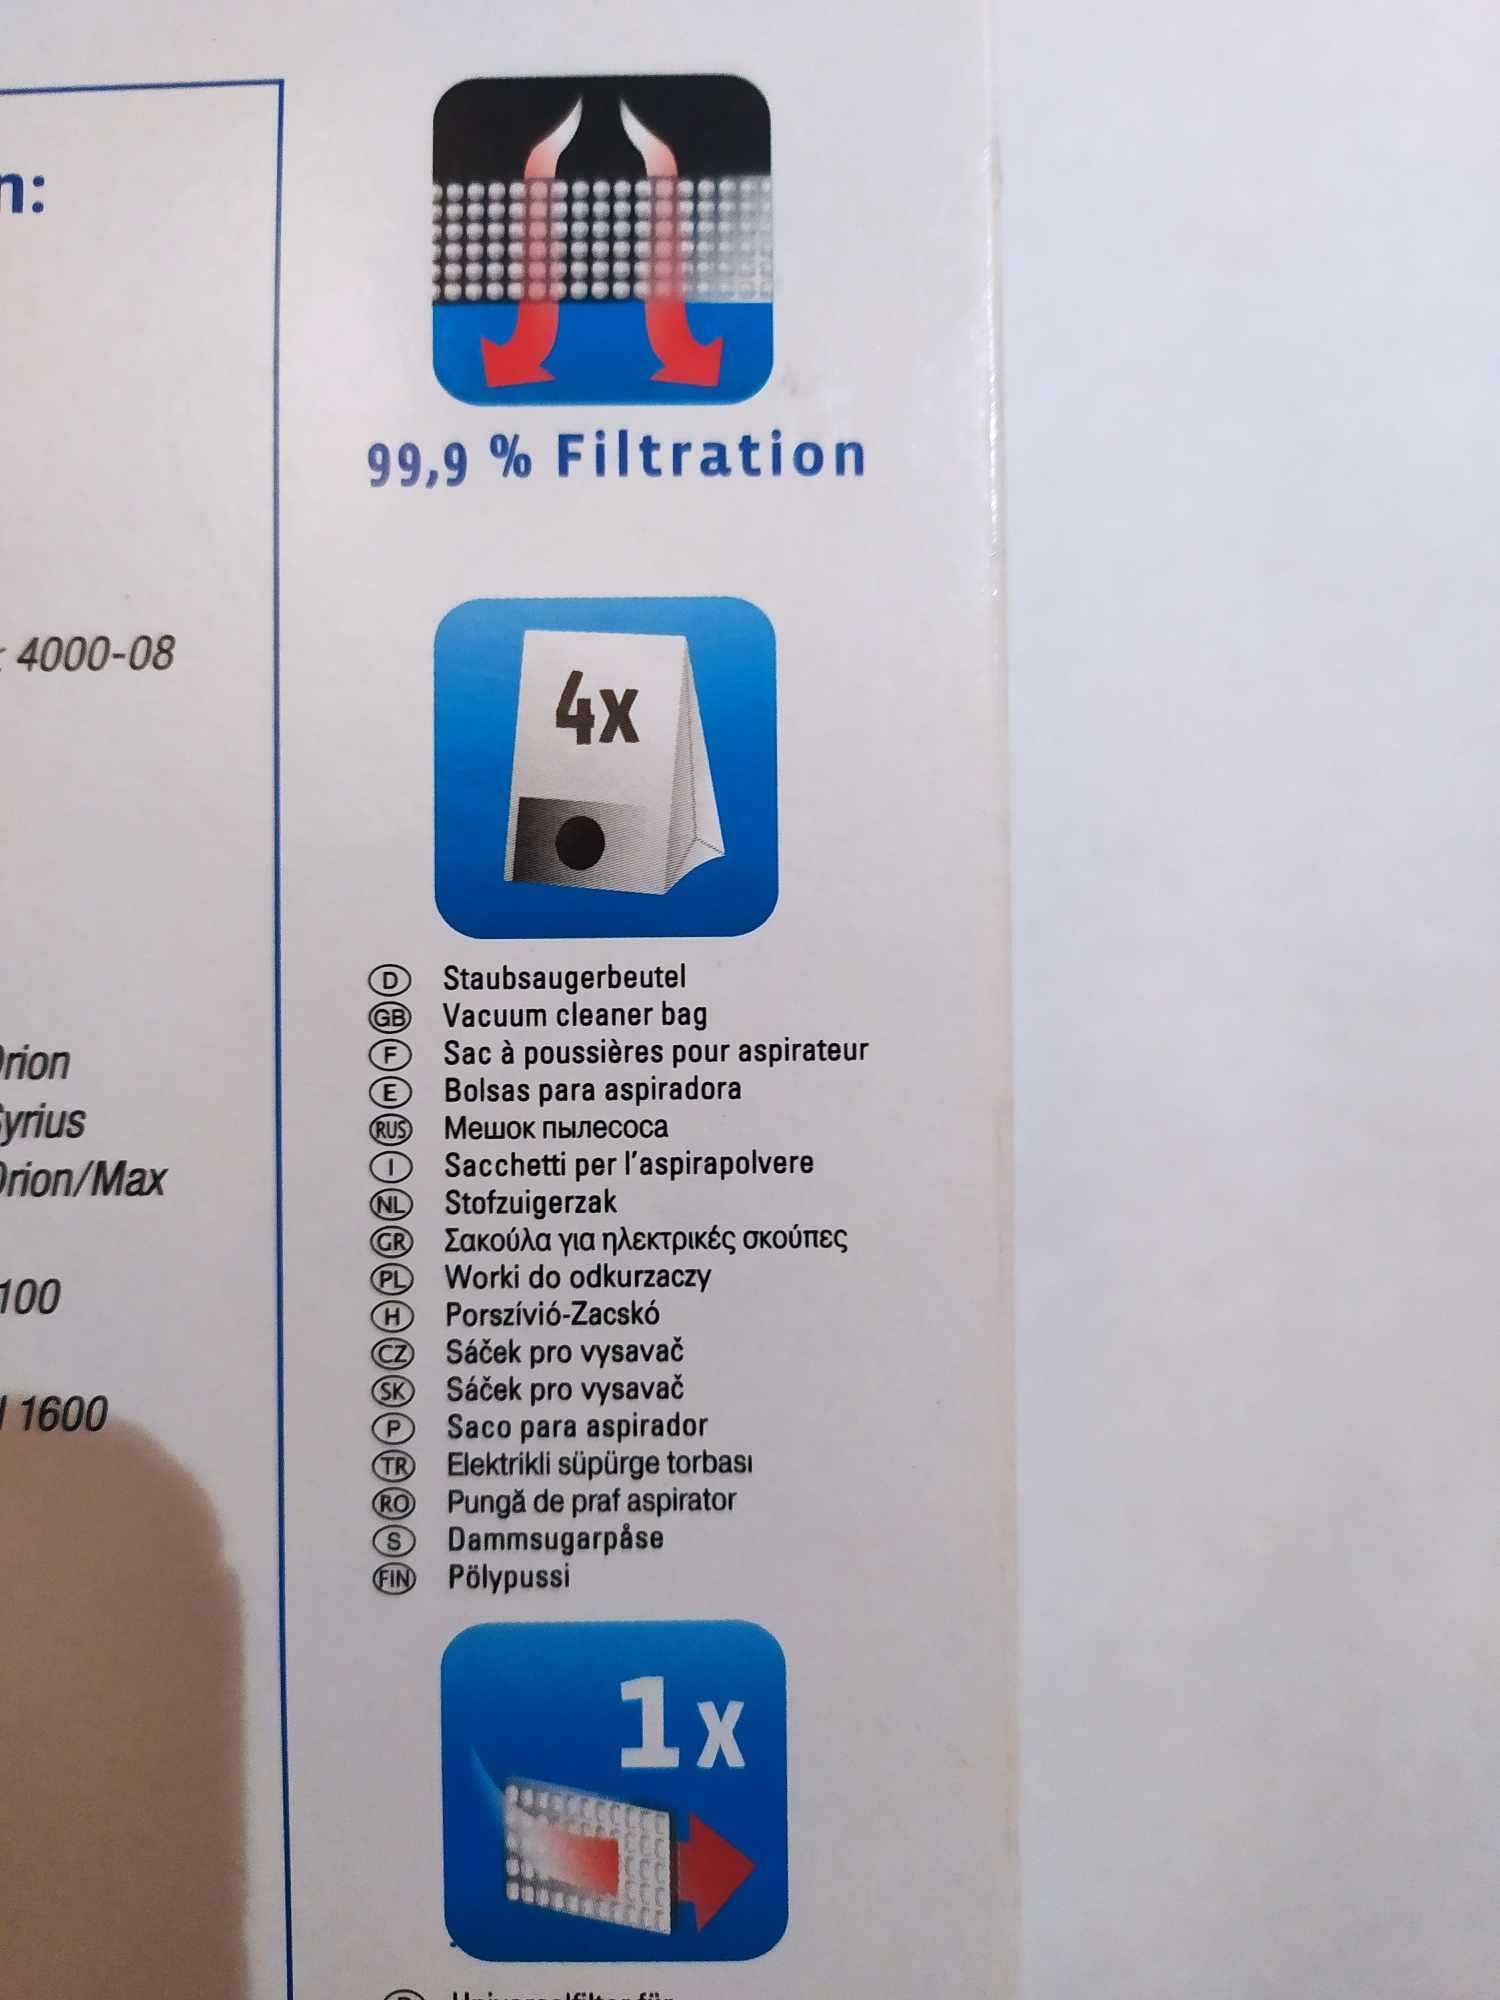 n:
99,9 % Filtration
4000-08
4x
D Staubsaugerbeutel
GB Vacuum cleaner bag
F Sac à poussières pour aspirateur
E Bolsas para aspiradora
RUS Мешок пылесоса
I Sacchetti per l'aspirapolvere
NL Stofzuigerzak
GR Σακούλα για ηλεκτρικές σκούπες
PL Worki do odkurzaczy
H Porszívió-Zacskó
CZ Sáček pro vysavač
SK Sáček pro vysavač
P Saco para aspirador
TR Elektrikli süpürge torbası
RO Pungă de praf aspirator
S Dammsugarpåse
FIN Pölypussi
rion
yrius
rion/Max
100
1600
1x